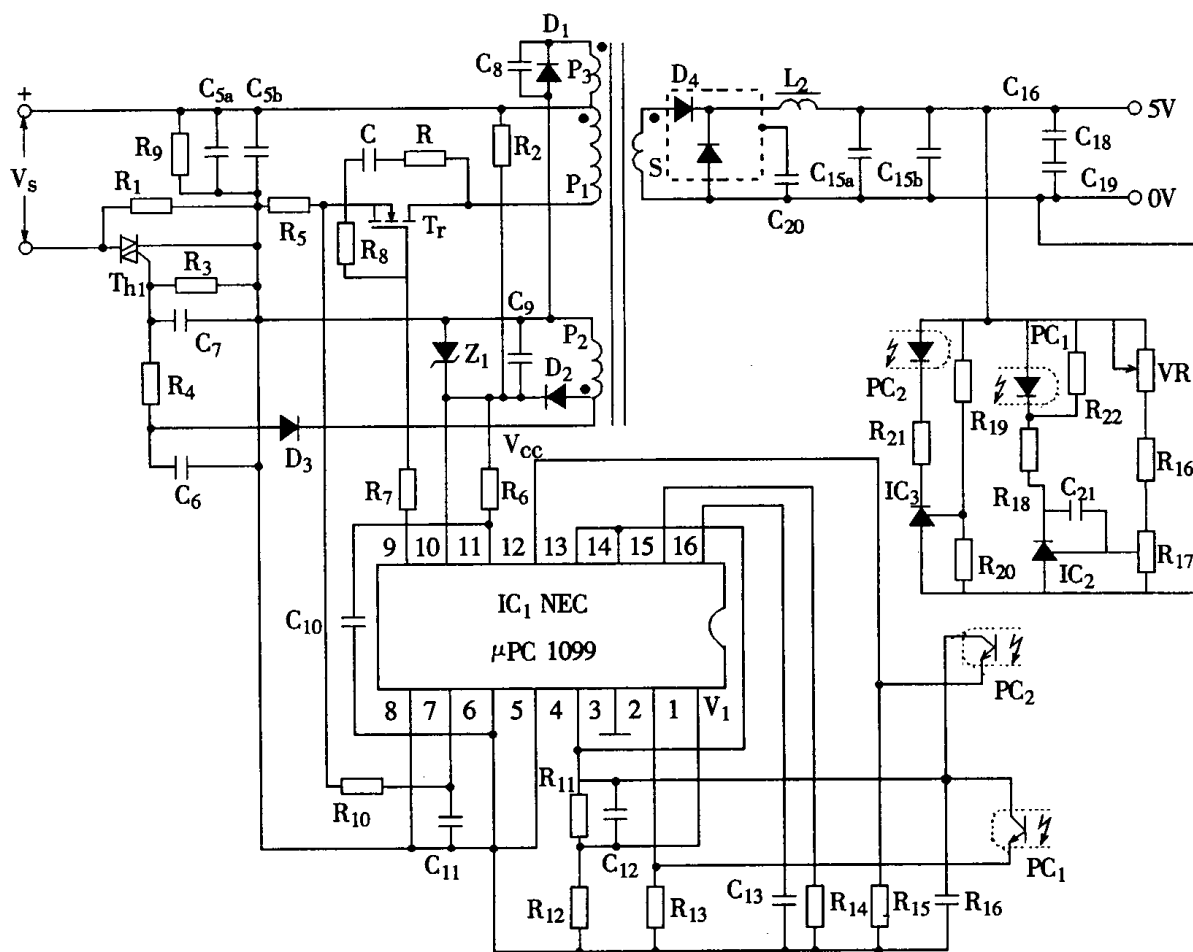 D1
C8
P3
+
C5a
C5b
D4
L2
C16
5V
R9
C
R
R2
C18
Vs
R1
P1
S
C15a
C15b
C19
0V
R5
Tr
C20
R8
Th1
R3
C9
C7
P2
PC1
Z1
D2
VR
PC2
R4
R19
R22
R21
D3
Vcc
R16
C6
R7
R6
R18
C21
IC3
9 10 11 12 13 14 15 16
R20
IC2
R17
IC1 NEC
C10
μPC 1099
PC2
8 7 6 5 4 3 2 1 V1
R11
R10
C11
C12
PC1
C13
R12
R13
R14
R15
R16